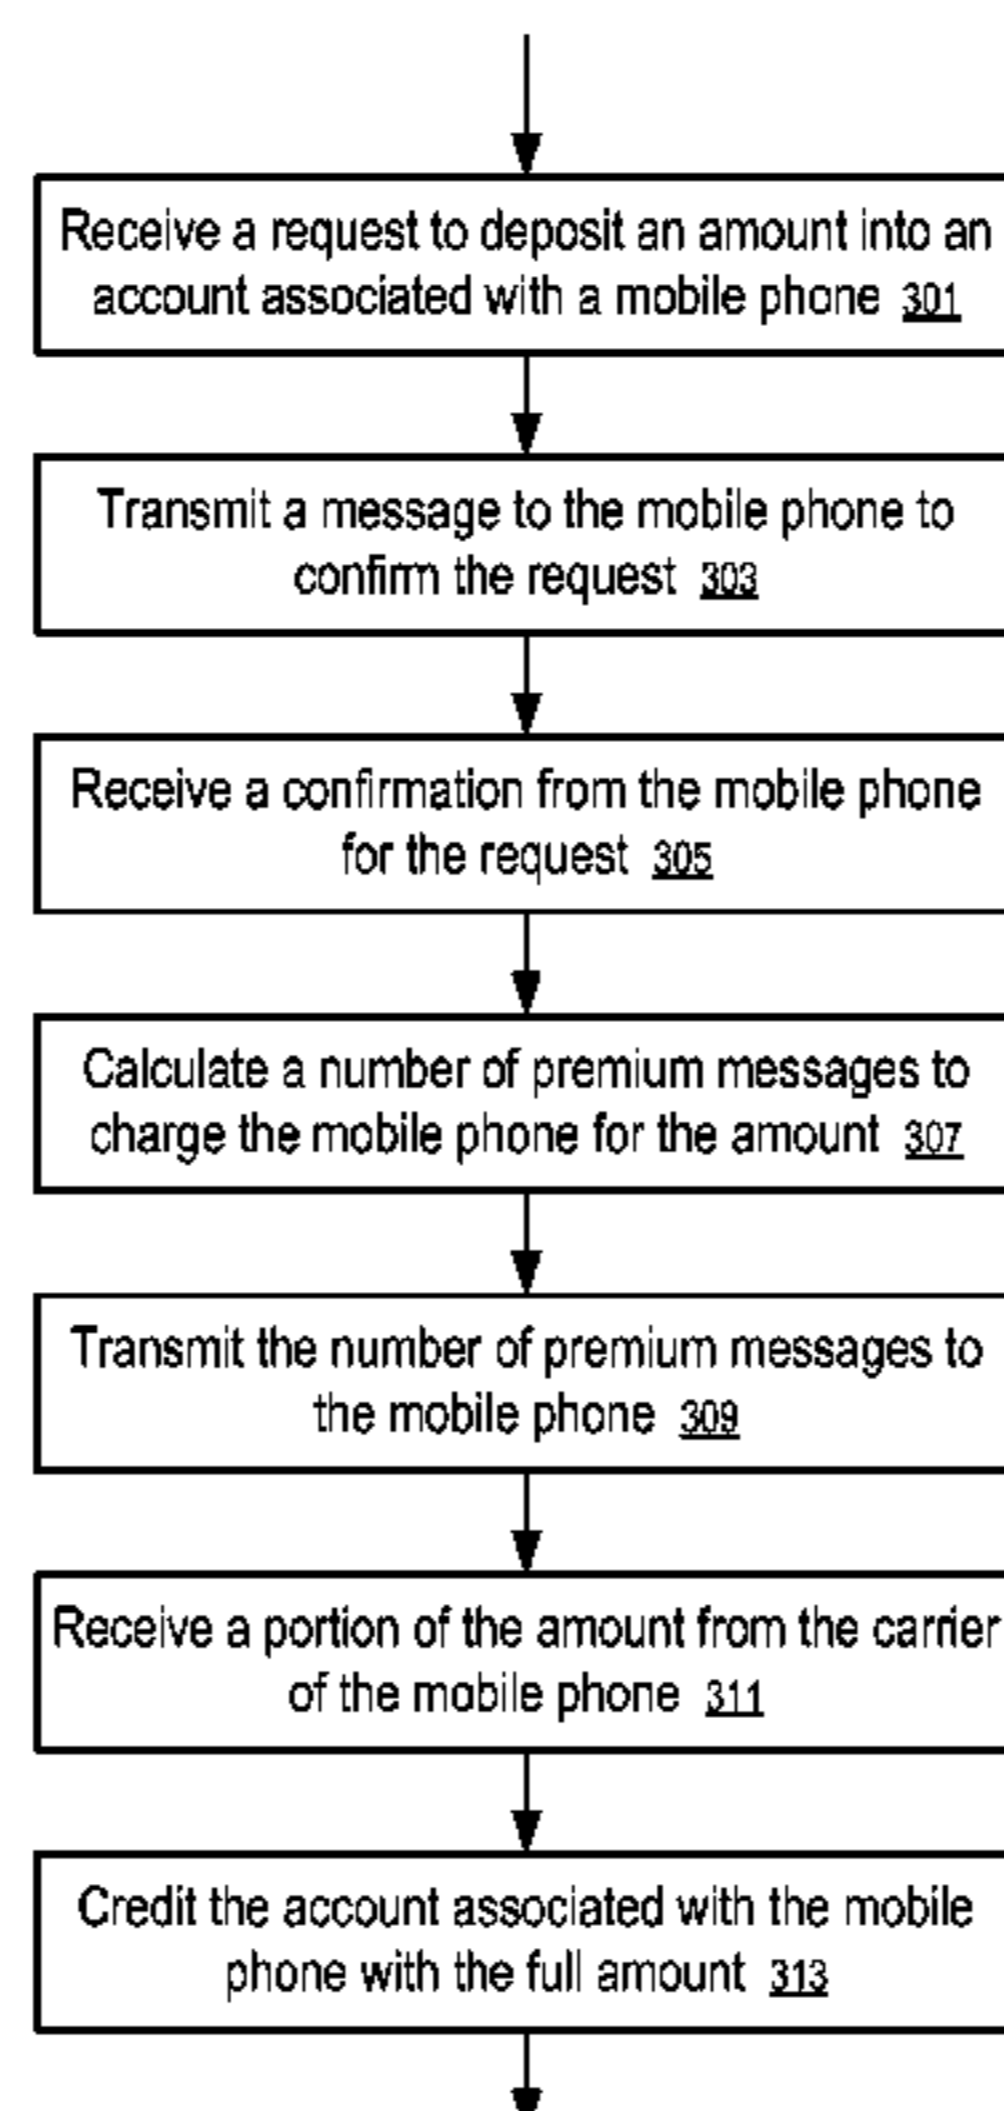 Receive a request to deposit an amount into an
account associated with a mobile phone 301
Transmit a message to the mobile phone to
confirm the request 303
Receive a confirmation from the mobile phone
for the request 305
Calculate a number of premium messages to
charge the mobile phone for the amount 307
Transmit the number of premium messages to
the mobile phone 309
Receive a portion of the amount from the carrier
of the mobile phone 311
Credit the account associated with the mobile
phone with the full amount 313